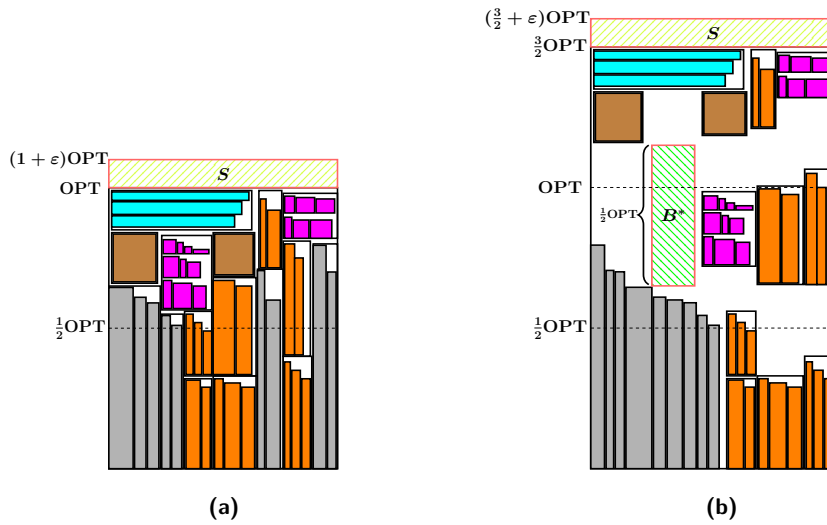 (1 + ε)OPT
S
OPT
½OPT
(a)
(3/2 + ε)OPT
S
3/2OPT
OPT
½OPT
B*
½OPT
(b)